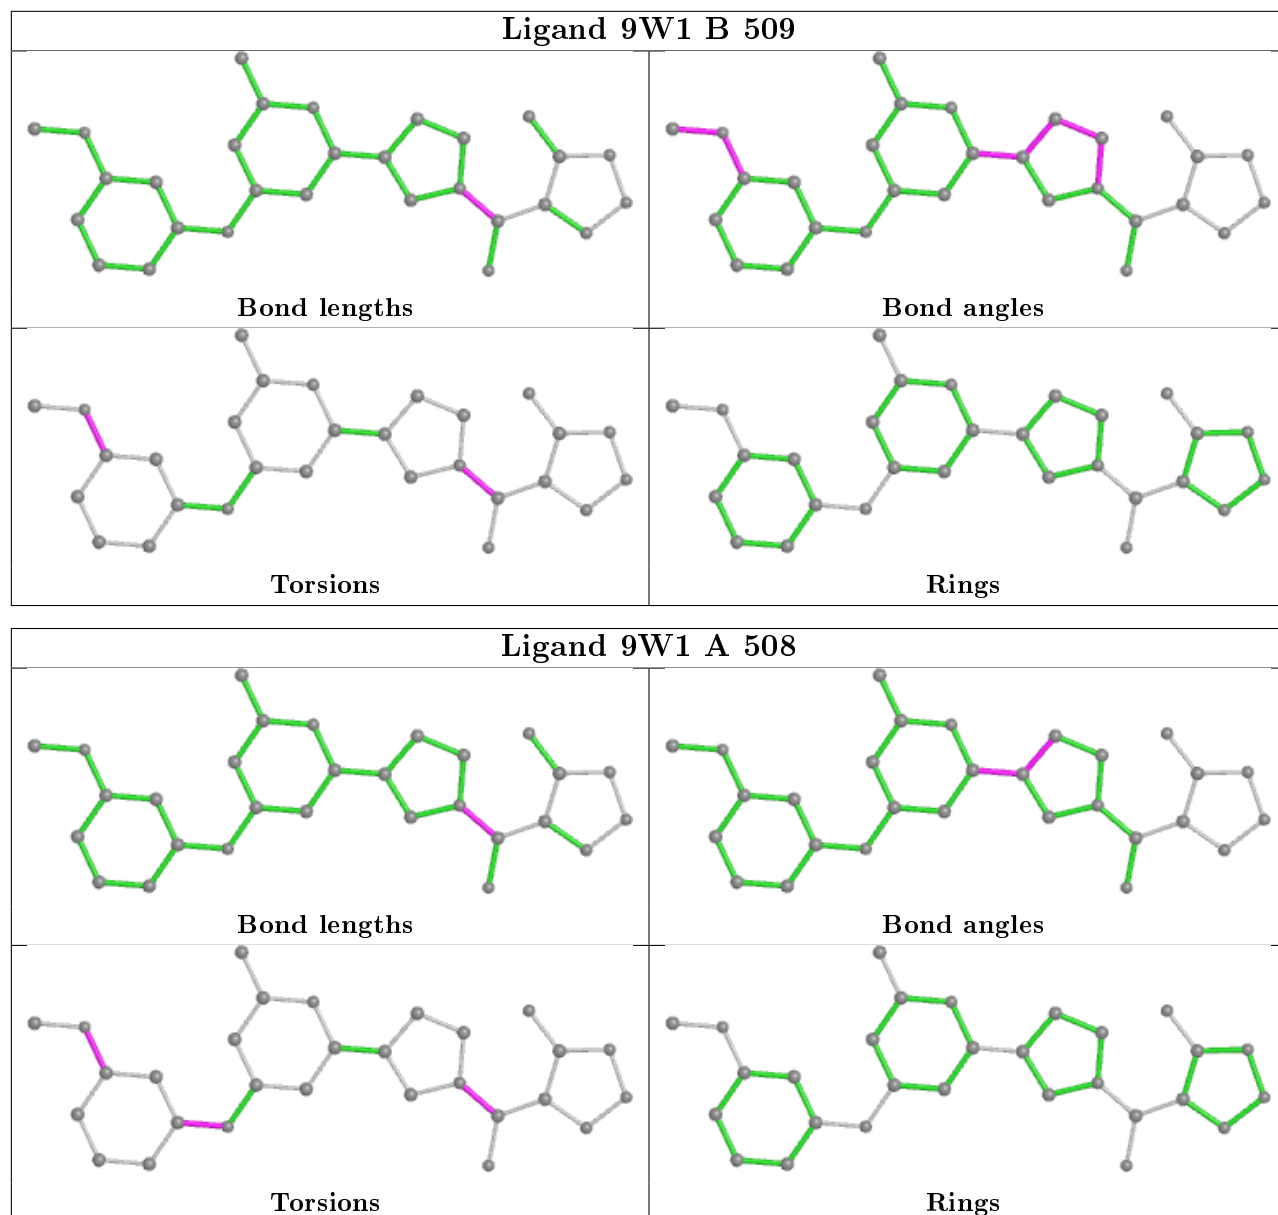 Ligand 9W1 B 509
Bond lengths
Bond angles
Torsions
Rings
Ligand 9W1 A 508
Bond lengths
Bond angles
Torsions
Rings